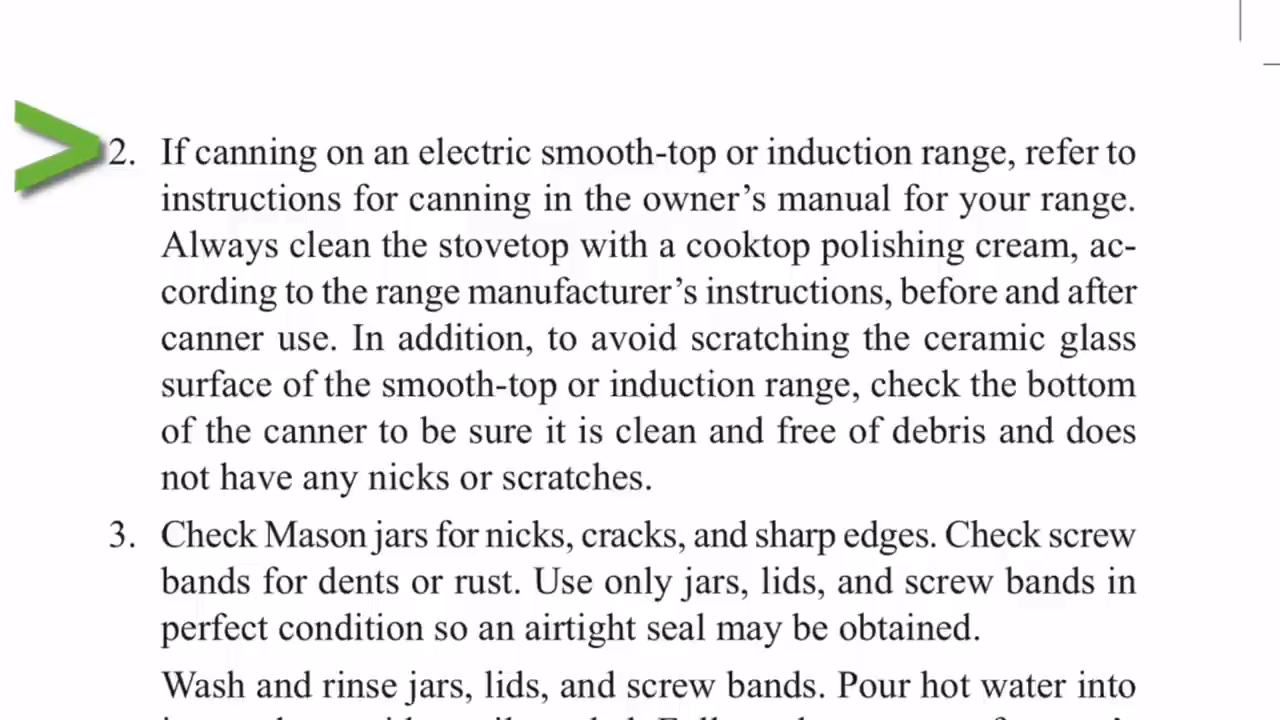 2. If canning on an electric smooth-top or induction range, refer to
instructions for canning in the owner’s manual for your range.
Always clean the stovetop with a cooktop polishing cream, ac-
cording to the range manufacturer’s instructions, before and after
canner use. In addition, to avoid scratching the ceramic glass
surface of the smooth-top or induction range, check the bottom
of the canner to be sure it is clean and free of debris and does
not have any nicks or scratches.
3. Check Mason jars for nicks, cracks, and sharp edges. Check screw
bands for dents or rust. Use only jars, lids, and screw bands in
perfect condition so an airtight seal may be obtained.
Wash and rinse jars, lids, and screw bands. Pour hot water into